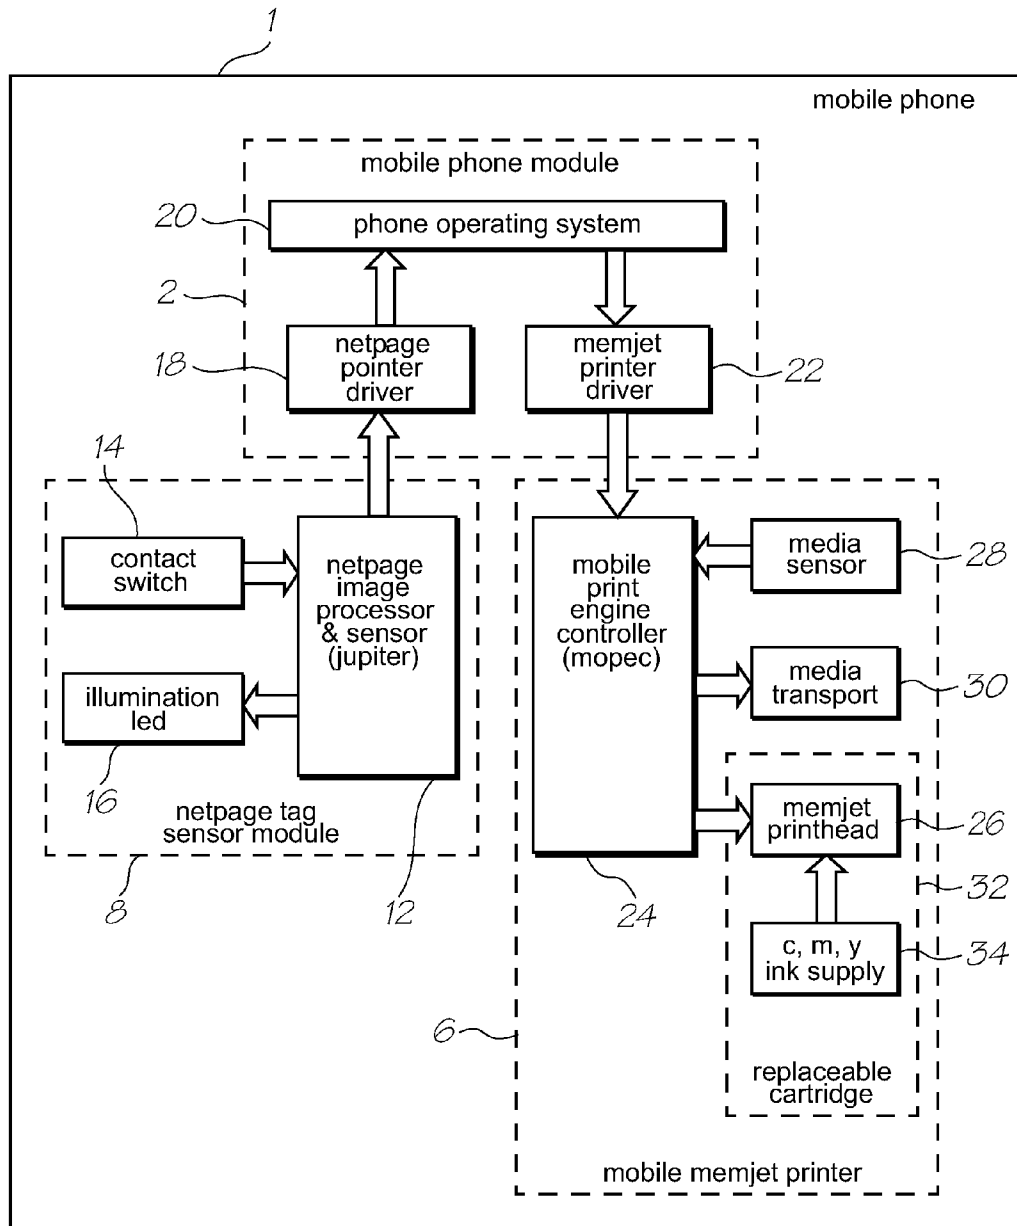 1
mobile phone
mobile phone module
20
phone operating system
2
18
netpage
pointer
driver
memjet
printer
driver
22
14
contact
switch
netpage
image
processor
& sensor
(jupiter)
illumination
led
16
netpage tag
sensor module
8
12
mobile
print
engine
controller
(mopec)
media
sensor
28
media
transport
30
memjet
printhead
26
24
32
c, m, y
ink supply
34
6
replaceable
cartridge
mobile memjet printer